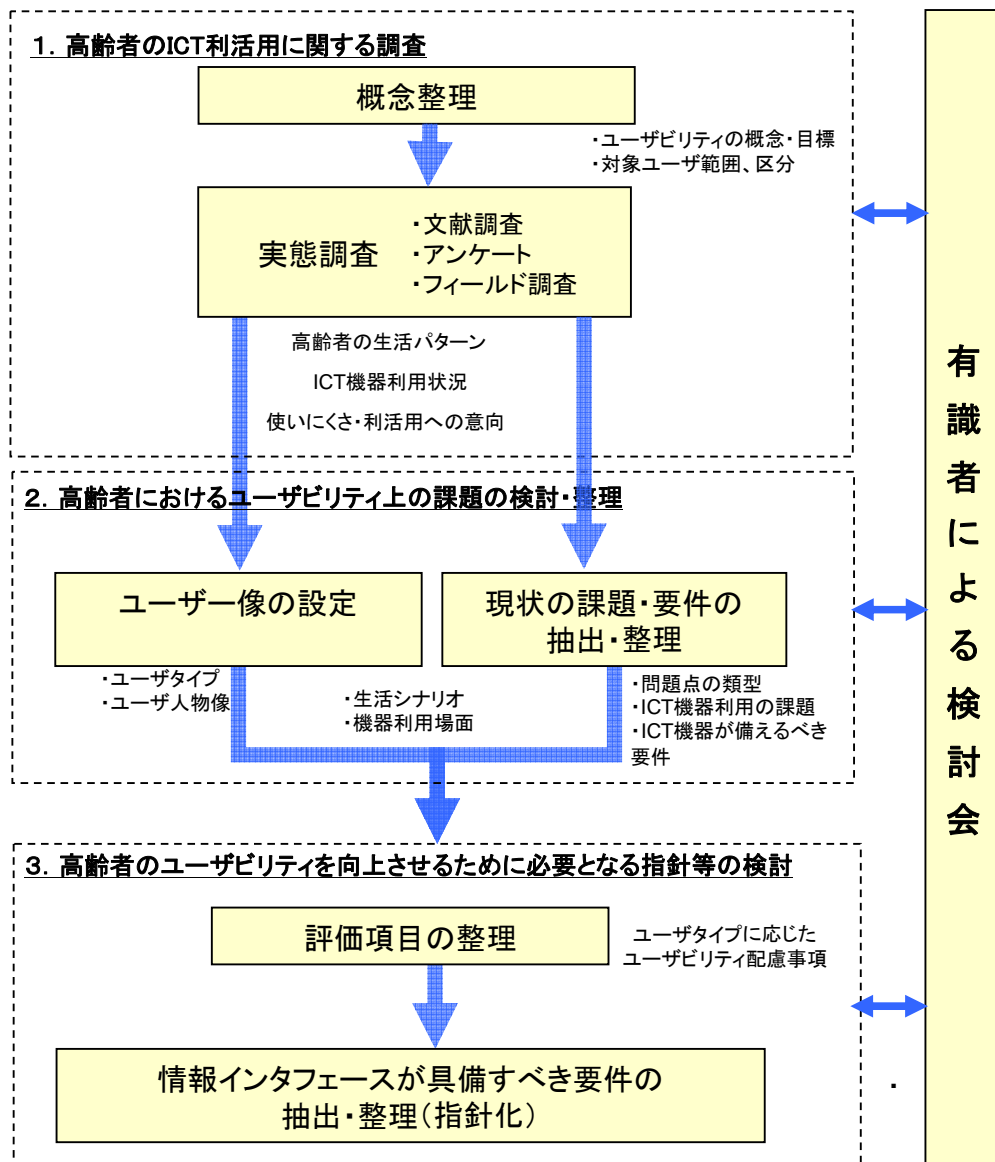 1．高齢者のICT利活用に関する調査
概念整理
・ユーザビリティの概念・目標
・対象ユーザ範囲、区分
実態調査
・文献調査
・アンケート
・フィールド調査
高齢者の生活パターン
ICT機器利用状況
使いにくさ・利活用への意向
2．高齢者におけるユーザビリティ上の課題の検討・整理
ユーザー像の設定
現状の課題・要件の
抽出・整理
・ユーザタイプ
・ユーザ人物像
・生活シナリオ
・機器利用場面
・問題点の類型
・ICT機器利用の課題
・ICT機器が備えるべき
要件
3．高齢者のユーザビリティを向上させるために必要となる指針等の検討
評価項目の整理
ユーザタイプに応じた
ユーザビリティ配慮事項
情報インタフェースが具備すべき要件の
抽出・整理（指針化）
有識者による検討会